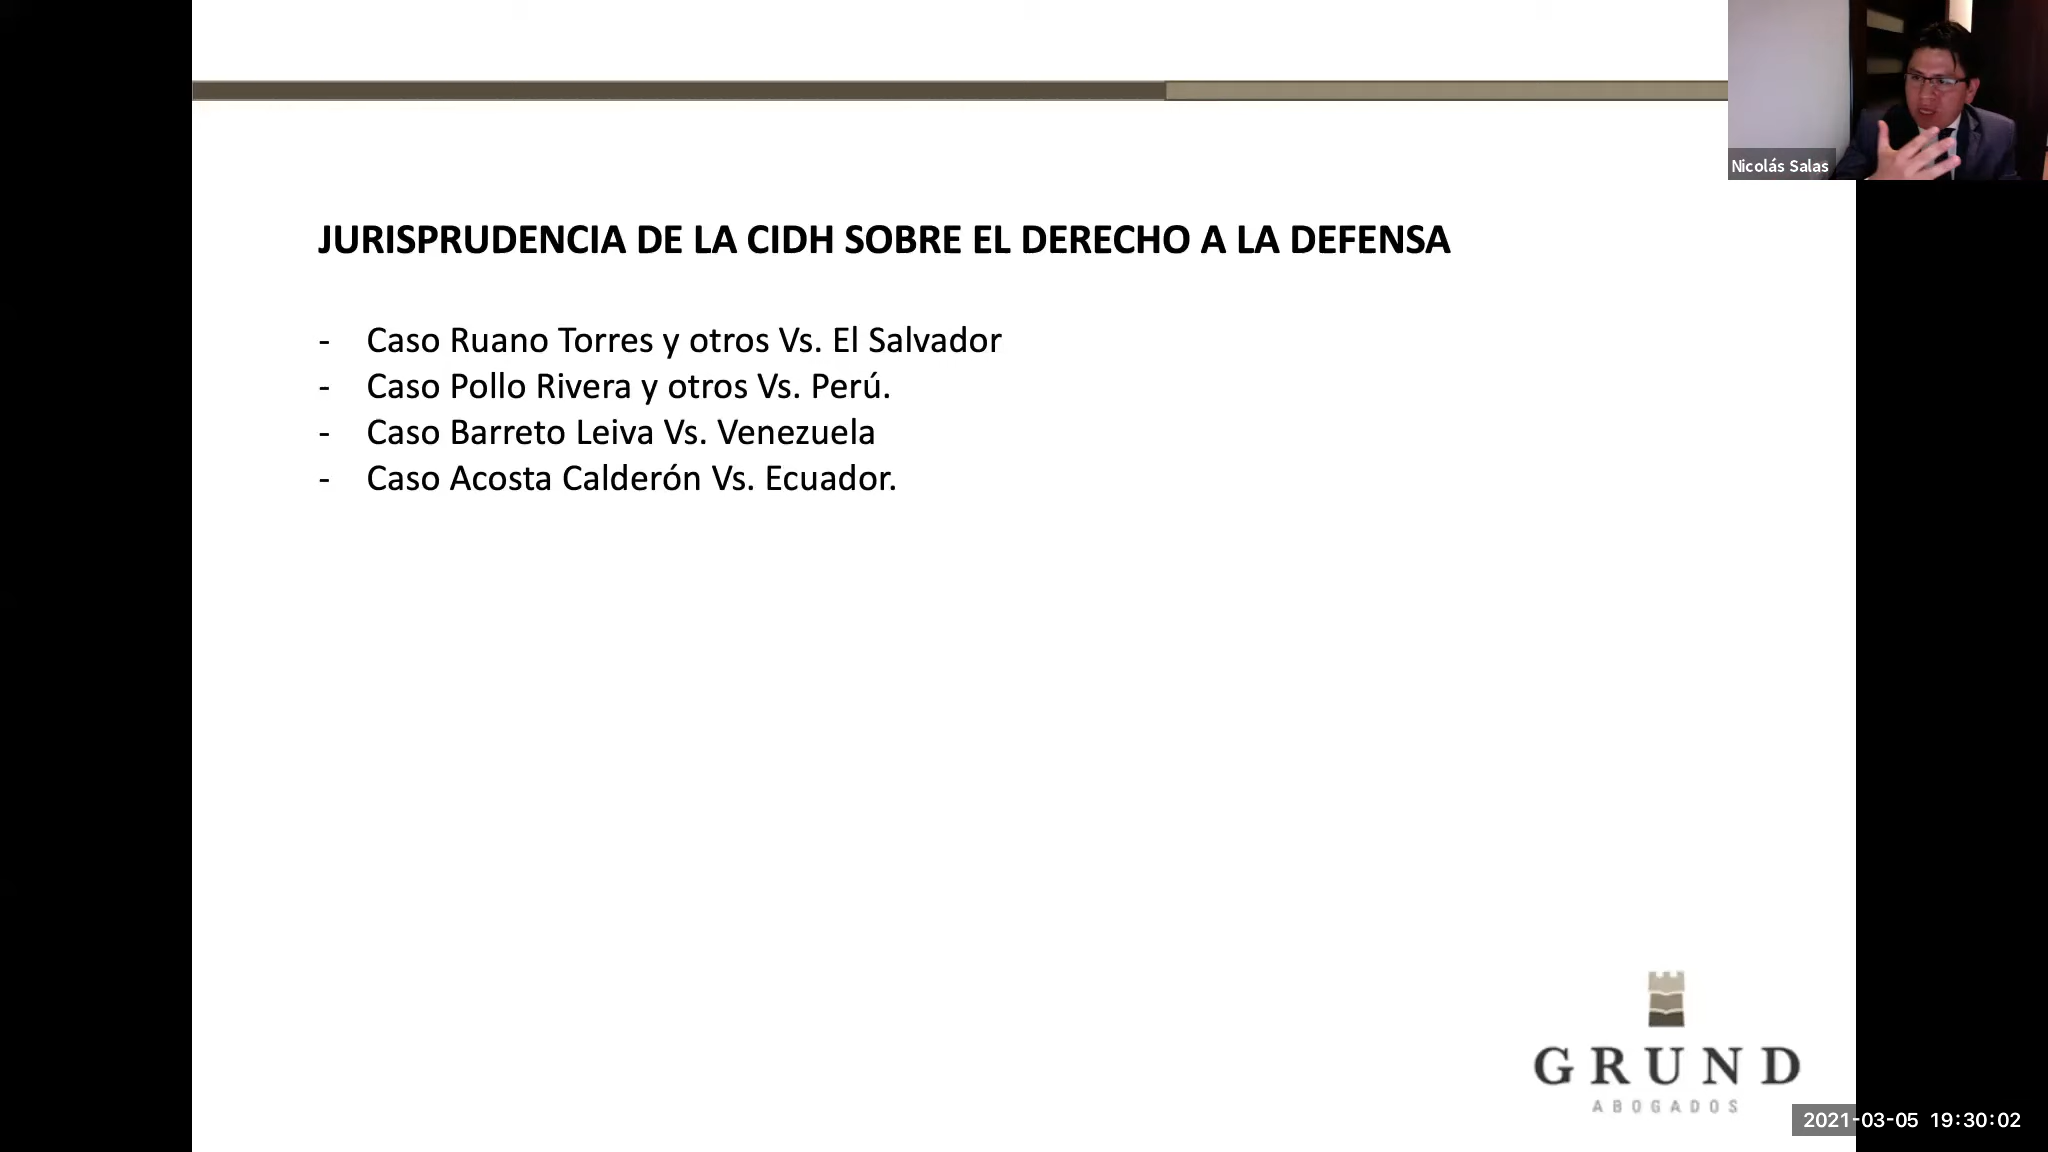 Nicolás Salas
JURISPRUDENCIA DE LA CIDH SOBRE EL DERECHO A LA DEFENSA
- Caso Ruano Torres y otros Vs. El Salvador
- Caso Pollo Rivera y otros Vs. Perú.
- Caso Barreto Leiva Vs. Venezuela
- Caso Acosta Calderón Vs. Ecuador.
GRUND
ABOGADOS
2021-03-05 19:30:02